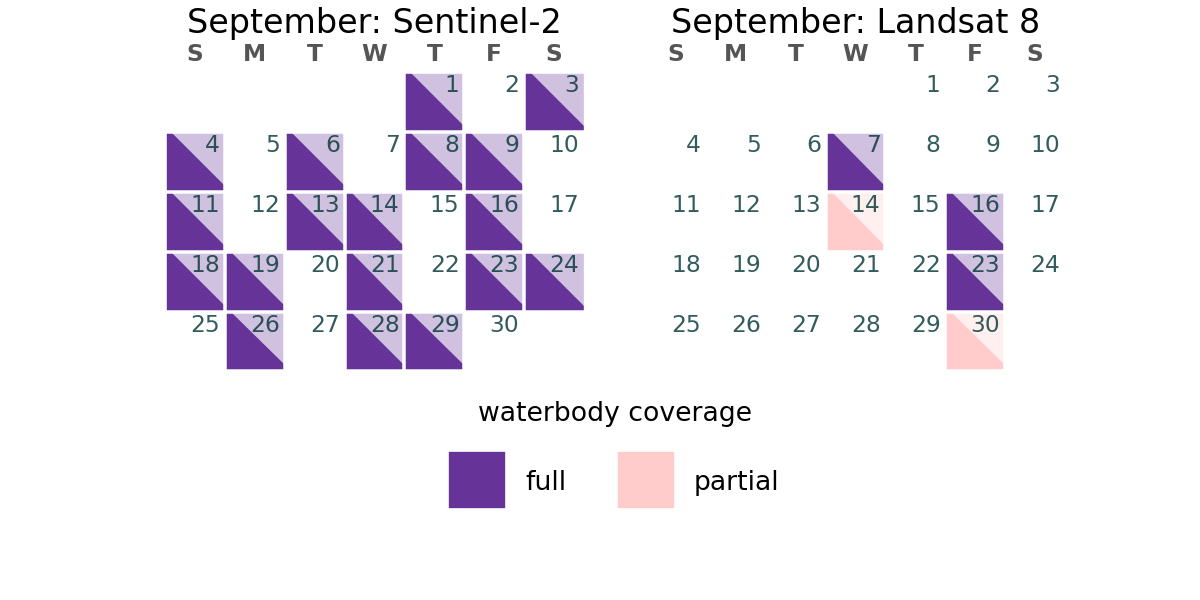 September: Sentinel-2
S M T W T F S
1 2 3
4 5 6 7 8 9 10
11 12 13 14 15 16 17
18 19 20 21 22 23 24
25 26 27 28 29 30
September: Landsat 8
S M T W T F S
1 2 3
4 5 6 7 8 9 10
11 12 13 14 15 16 17
18 19 20 21 22 23 24
25 26 27 28 29 30
waterbody coverage
full partial